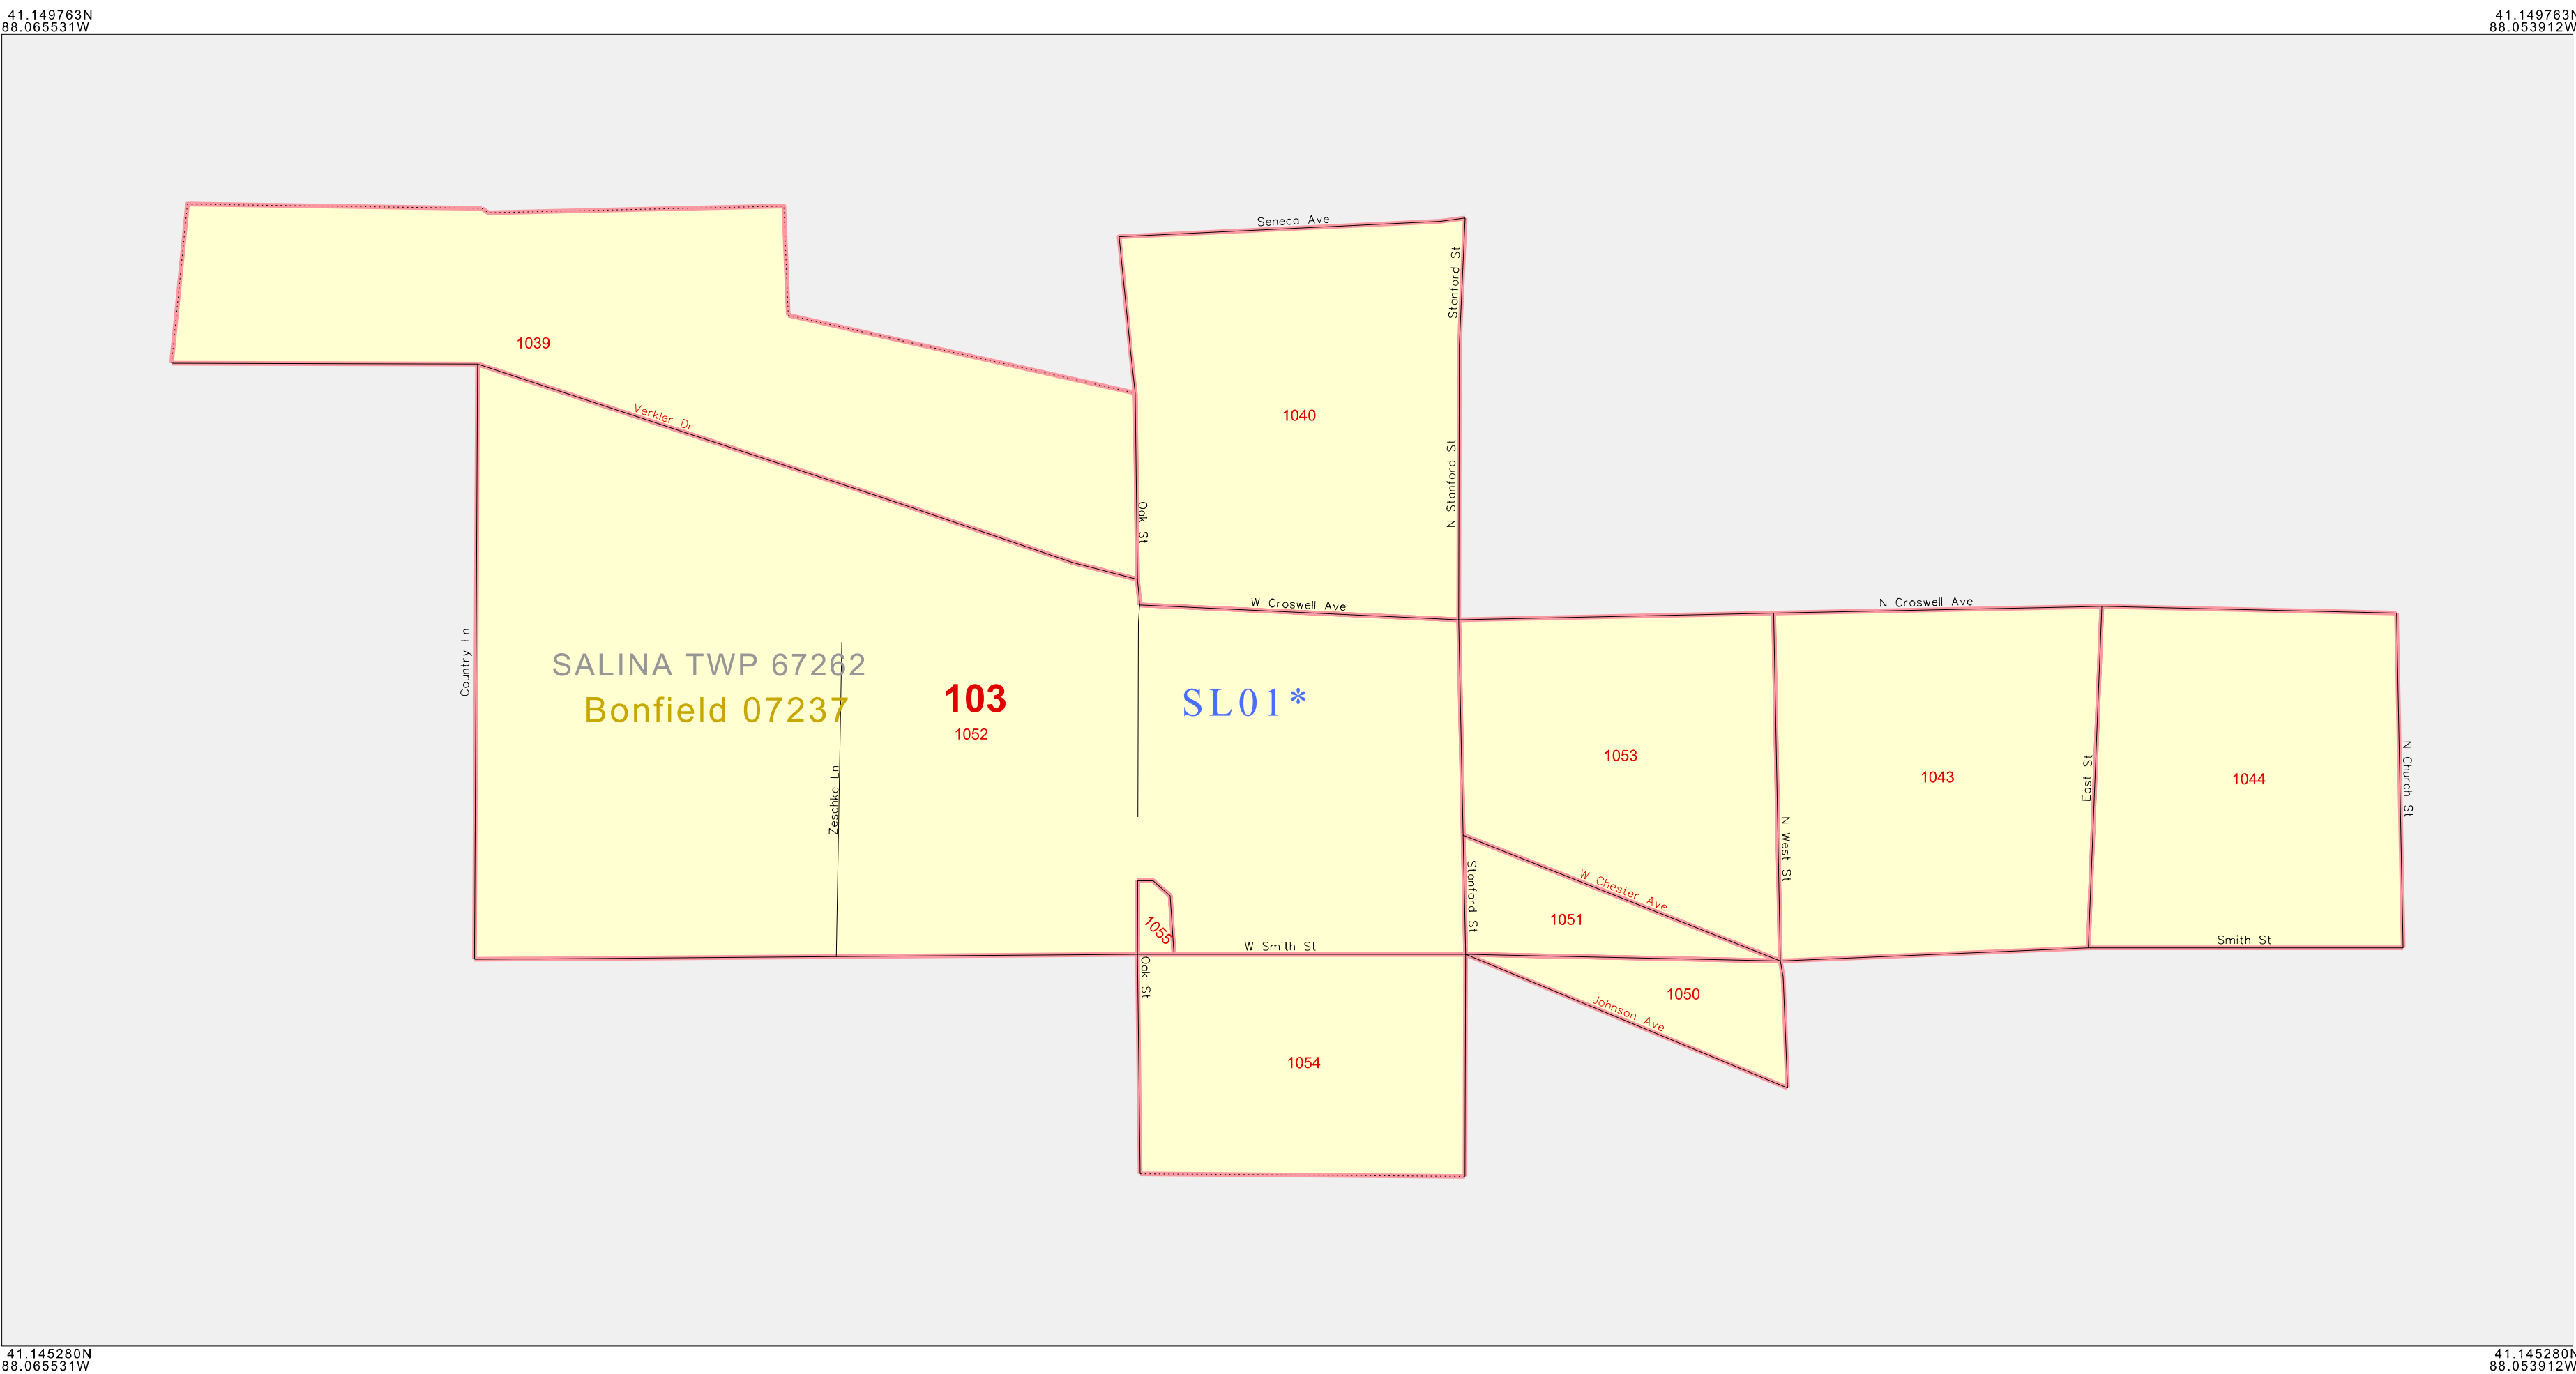 41.149763N
88.065531W
41.149763N
88.053912W
Seneca Ave
Stanford St
1039
1040
Verkler Dr
N Stanford St
Oak St
W Croswell Ave
N Croswell Ave
Country Ln
SALINA TWP 67262
Bonfield 07237
103
1052
SL01*
Zeschke Ln
1053
1043
1044
East St
N Church St
N West St
W Chester Ave
Stanford St
1051
1055
W Smith St
Smith St
Oak St
1050
Johnson Ave
1054
41.145280N
88.065531W
41.145280N
88.053912W